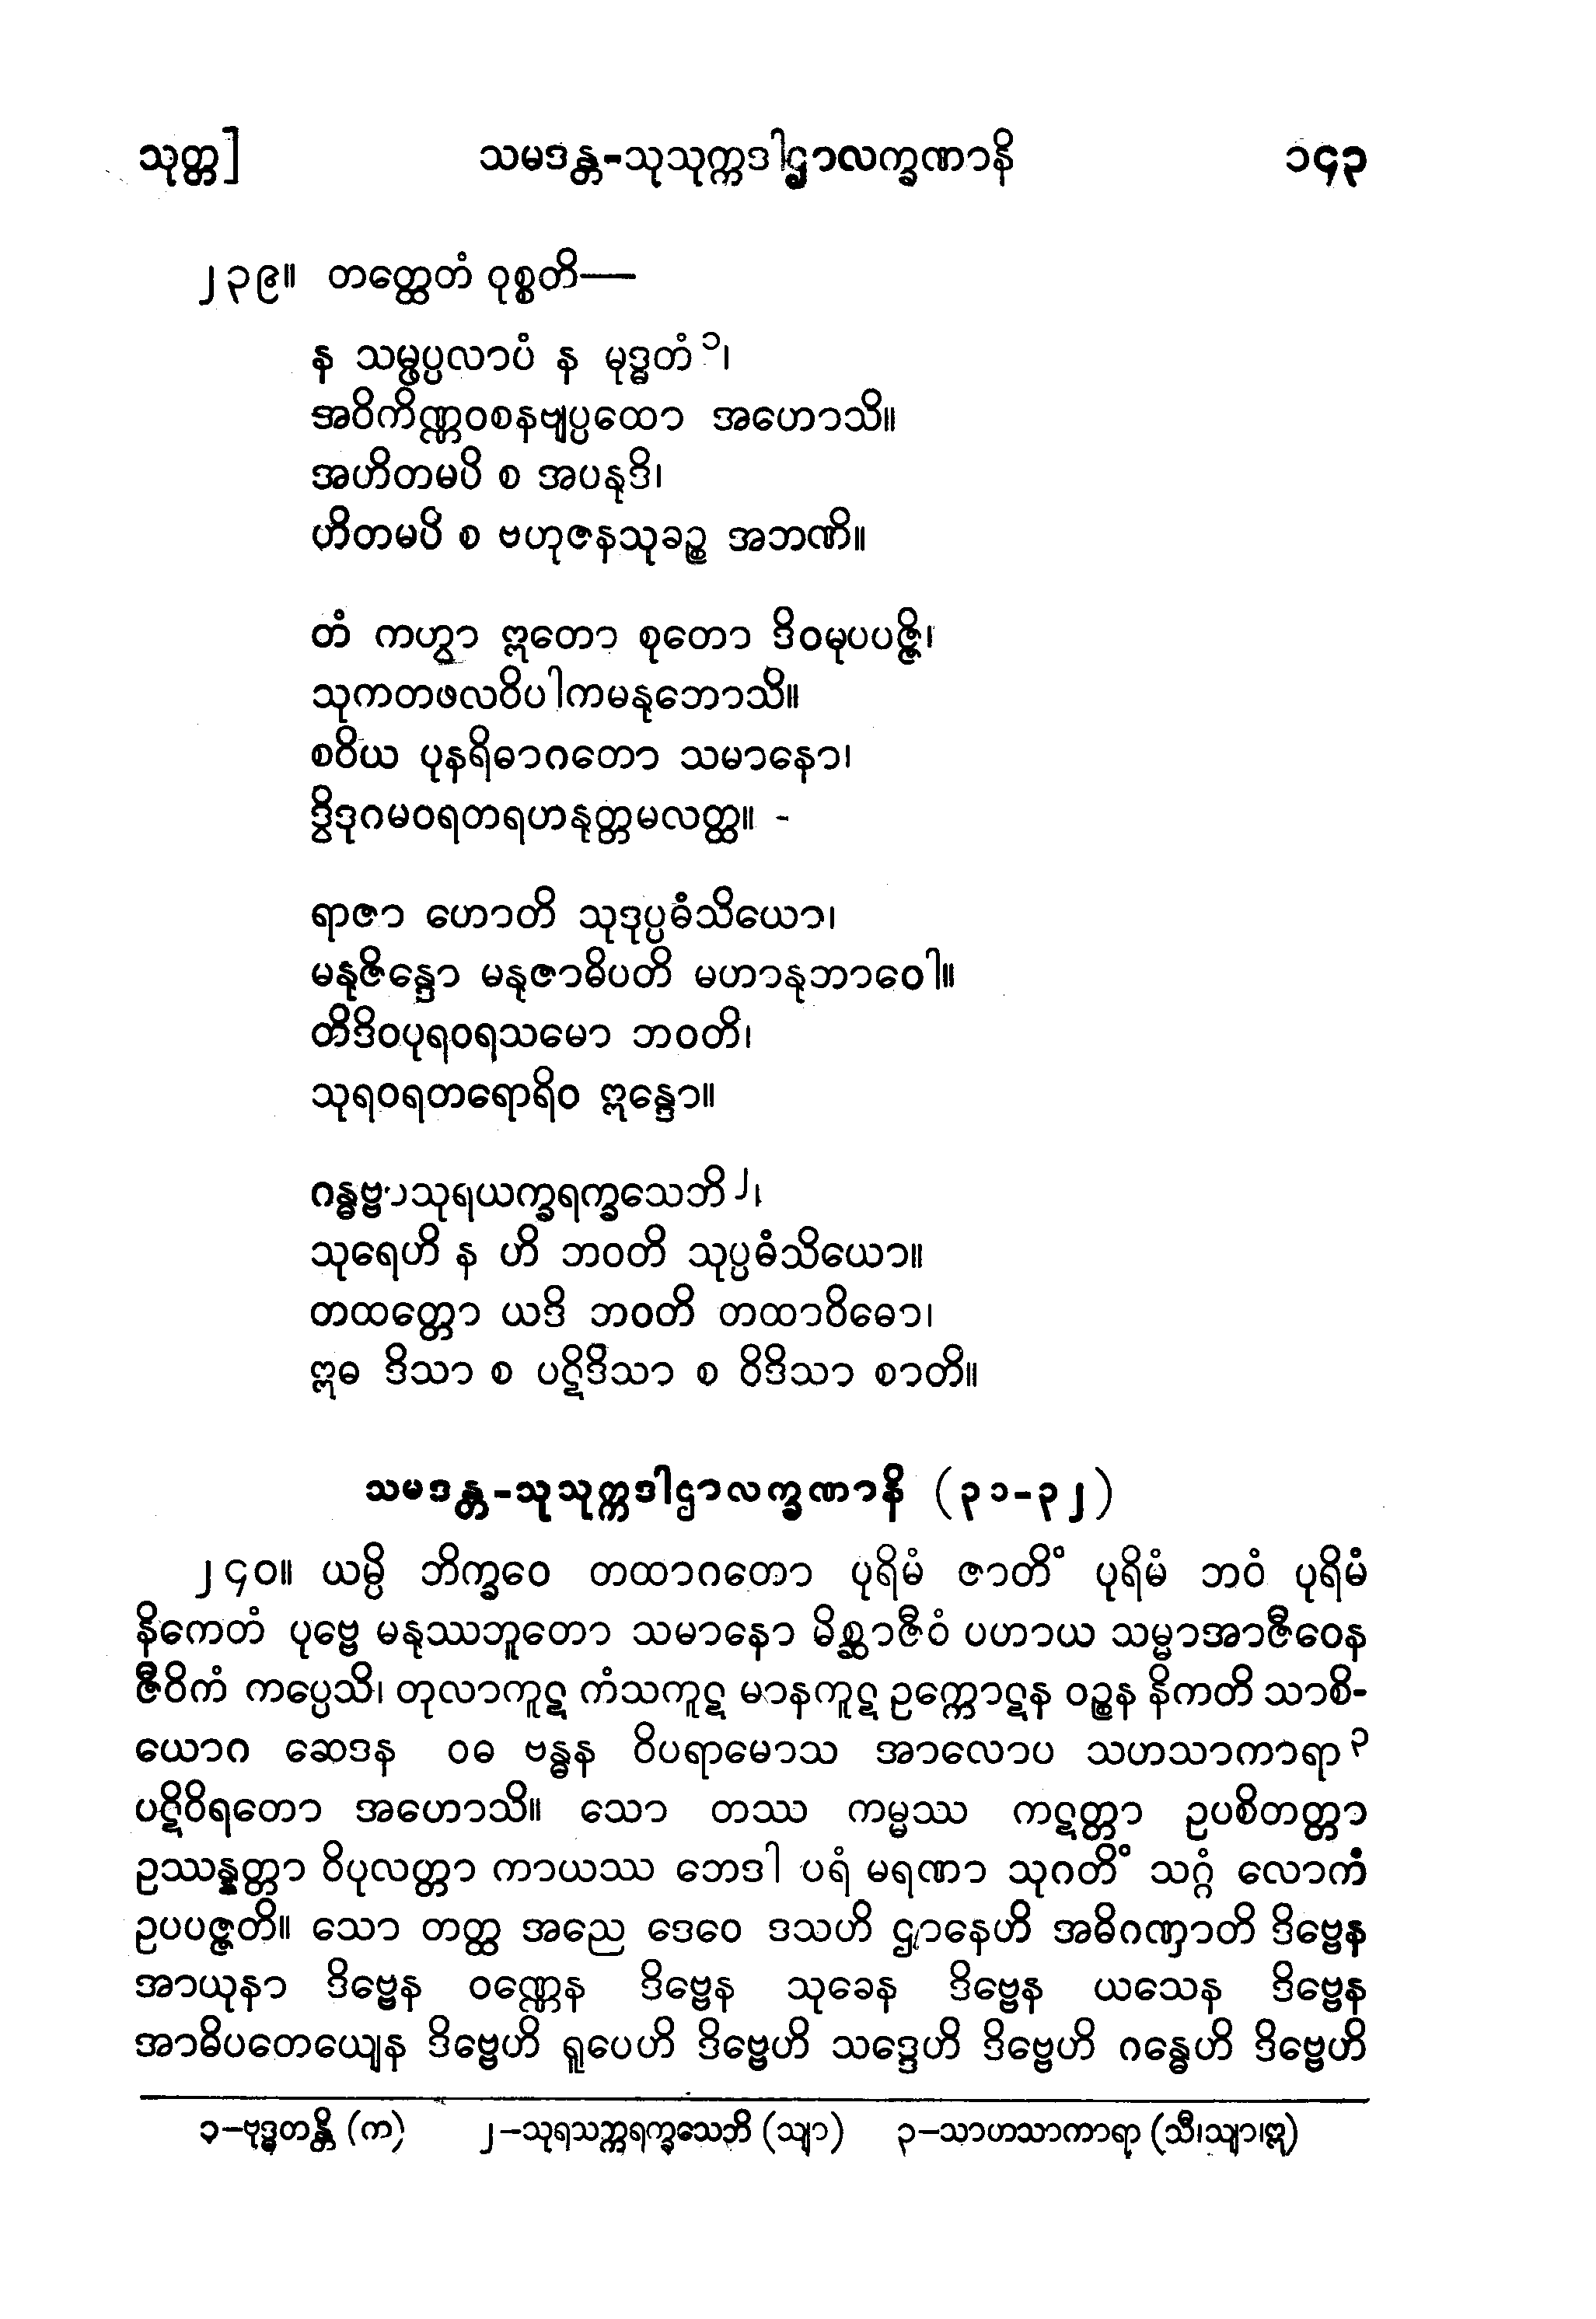 သုတ္တ]	သမဒန္တ-သုသုက္ကဒါဌာလက္ခဏာနိ	၁၄၃
၂၃၉။ တတ္ထေတံ ဝုစ္စတိ—
န သမ္ဖပ္ပလာပံ န မုဒ္ဓတံ ၁၊
အဝိကိဏ္ဏဝစနဗျပ္ပထော အဟောသိ။
အဟိတမပိ စ အပနုဒိ၊
ဟိတမပိ စ ဗဟုဇနသုခဉ္စ အဘဏိ။
တံ ကတွာ ဣတော စုတော ဒိဝမုပပဇ္ဇိ၊
သုကတဖလဝိပါကမနုဘောသိ။
စဝိယ ပုနရိဓာဂတော သမာနော၊
ဒွိဒုဂမဝရတရဟနုတ္တမလတ္ထ။
ရာဇာ ဟောတိ သုဒုပ္ပဓံသိယော၊
မနုဇိန္ဒော မနုဇာဓိပတိ မဟာနုဘာဝေါ။
တိဒိဝပုရဝရသမော ဘဝတိ၊
သုရဝရတရောရိဝ ဣန္ဒော။
ဂန္ဓဗ္ဗာသုရယက္ခရက္ခသေဘိ ၂၊
သုရေဟိ န ဟိ ဘဝတိ သုပ္ပဓံသိယော။
တထတ္တော ယဒိ ဘဝတိ တထာဝိဓော၊
ဣဓ ဒိသာ စ ပဋိဒိသာ စ ဝိဒိသာ စာတိ။
သမဒန္တ-သုသုက္ကဒါဌာလက္ခဏာနိ (၃၁-၃၂)
၂၄၀။ ယမ္ပိ ဘိက္ခဝေ တထာဂတော ပုရိမံ ဇာတိံ ပုရိမံ ဘဝံ ပုရိမံ
နိကေတံ ပုဗ္ဗေ မနုဿဘူတော သမာနော မိစ္ဆာဇီဝံ ပဟာယ သမ္မာအာဇီဝေန
ဇီဝိကံ ကပ္ပေသိ၊ တုလာကူဋ ကံသကူဋ မာနကူဋ ဥက္ကောဋန ဝဉ္စန နိကတိ သာစိ-
ယောဂ ဆေဒန ဝဓ ဗန္ဓန ဝိပရာမောသ အာလောပ သဟသာကာရာ ၃
ပဋိဝိရတော အဟောသိ။ သော တဿ ကမ္မဿ ကဋတ္တာ ဥပစိတတ္တာ
ဥဿန္နတ္တာ ဝိပုလတ္တာ ကာယဿ ဘေဒါ ပရံ မရဏာ သုဂတိံ သဂ္ဂံ လောကံ
ဥပပဇ္ဇတိ။ သော တတ္ထ အညေ ဒေဝေ ဒသဟိ ဌာနေဟိ အဓိဂဏှာတိ ဒိဗ္ဗေန
အာယုနာ ဒိဗ္ဗေန ဝဏ္ဏေန ဒိဗ္ဗေန သုခေန ဒိဗ္ဗေန ယသေန ဒိဗ္ဗေန
အာဓိပတေယျေန ဒိဗ္ဗေဟိ ရူပေဟိ ဒိဗ္ဗေဟိ သဒ္ဒေဟိ ဒိဗ္ဗေဟိ ဂန္ဓေဟိ ဒိဗ္ဗေဟိ
၁–ဗုဒ္ဓတန္တိ (က)	၂–သုရသက္ကရက္ခသေဘိ (သျာ)	၃–သာဟသာကာရာ (သီ၊သျာ၊ဣ)